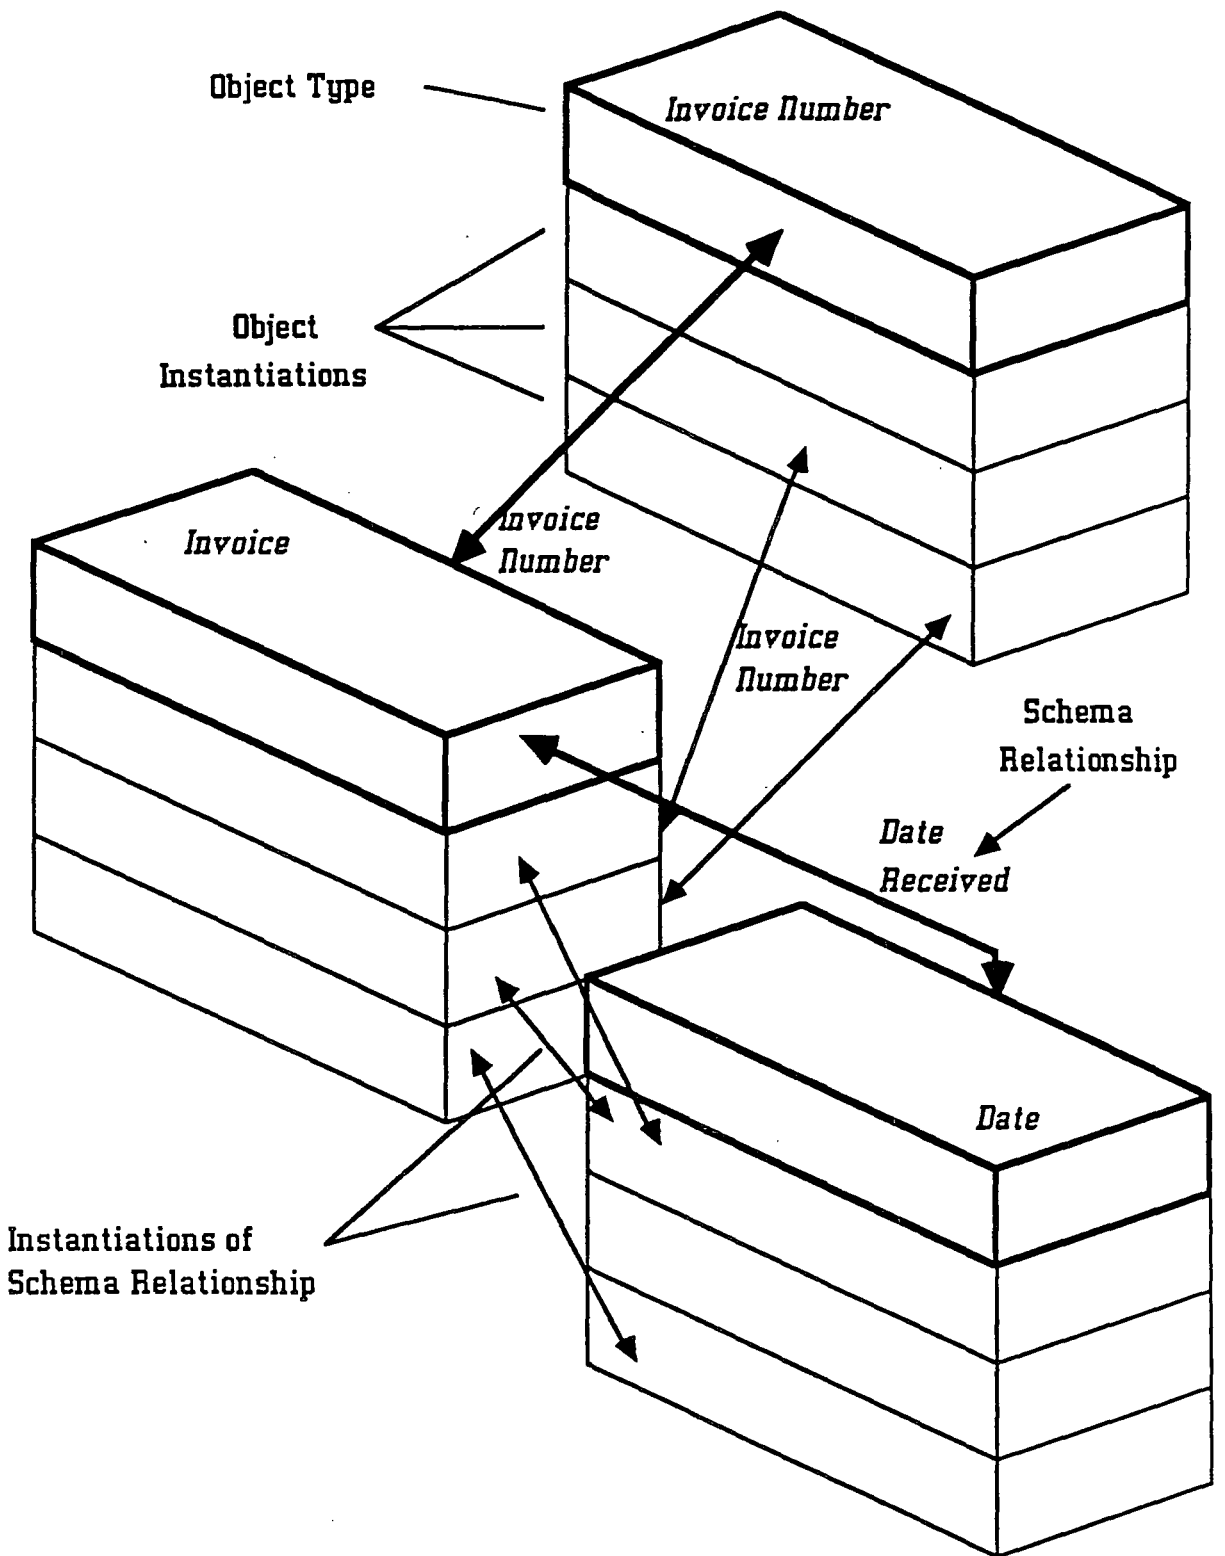 Object Type
Invoice Number
Object
Instantiations
Invoice
Invoice
Number
Invoice
Number
Schema
Relationship
Date
Received
Date
Instantiations of
Schema Relationship